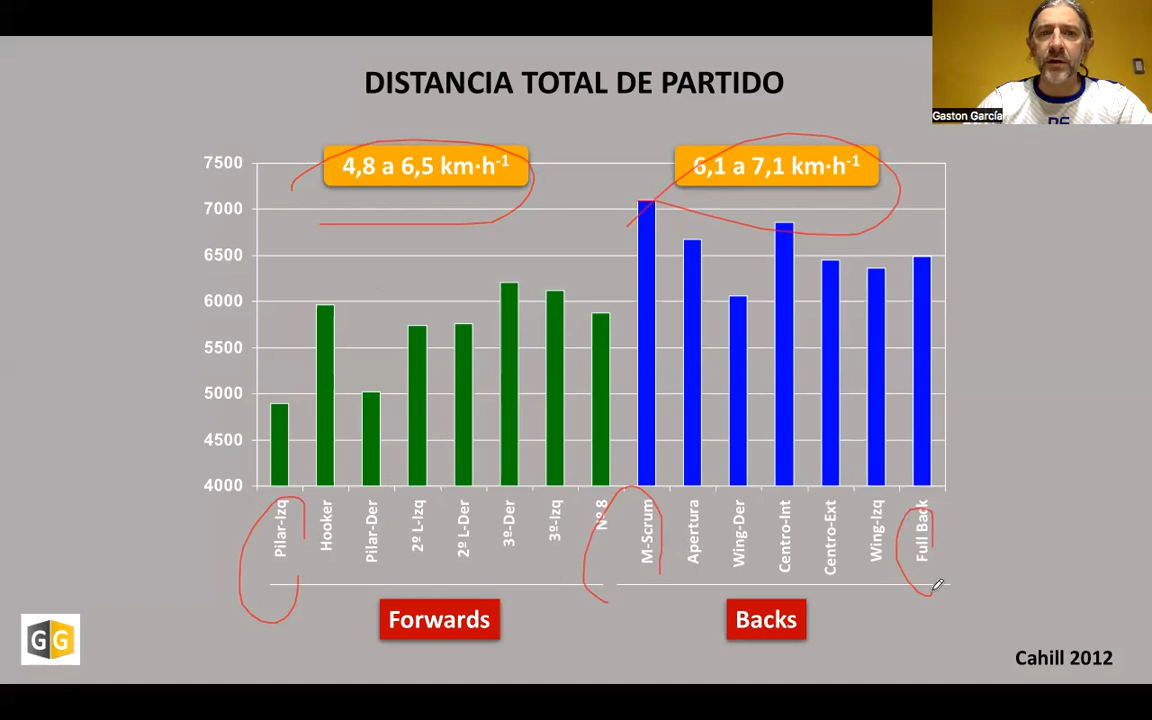 Gaston García
DISTANCIA TOTAL DE PARTIDO
4,8 a 6,5 km·h⁻¹
6,1 a 7,1 km·h⁻¹
7500
7000
6500
6000
5500
5000
4500
4000
Pilar-Izq
Hooker
Pilar-Der
2º L-Izq
2º L-Der
3º-Der
3º-Izq
Nº 8
M-Scrum
Apertura
Wing-Der
Centro-Int
Centro-Ext
Wing-Izq
Full Back
Forwards
Backs
GG
Cahill 2012